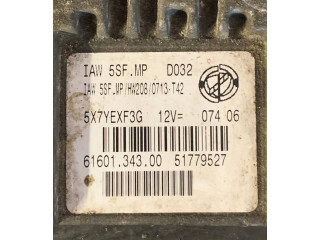 IAW 5SF.MP D032
IAW 5SF.MP/HW208/0713-T42
5X7YEXF3G 12V= 074 06
61601.343.00 51779527